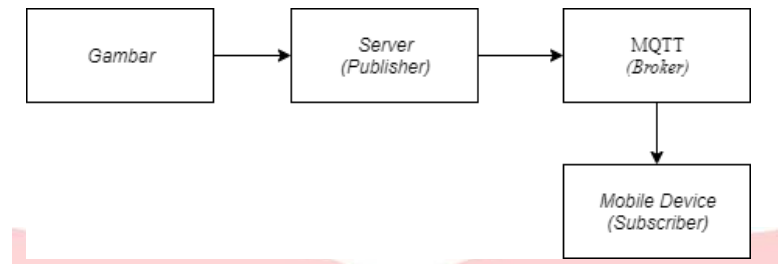 Gambar
Server
(Publisher)
MQTT
(Broker)
Mobile Device
(Subscriber)